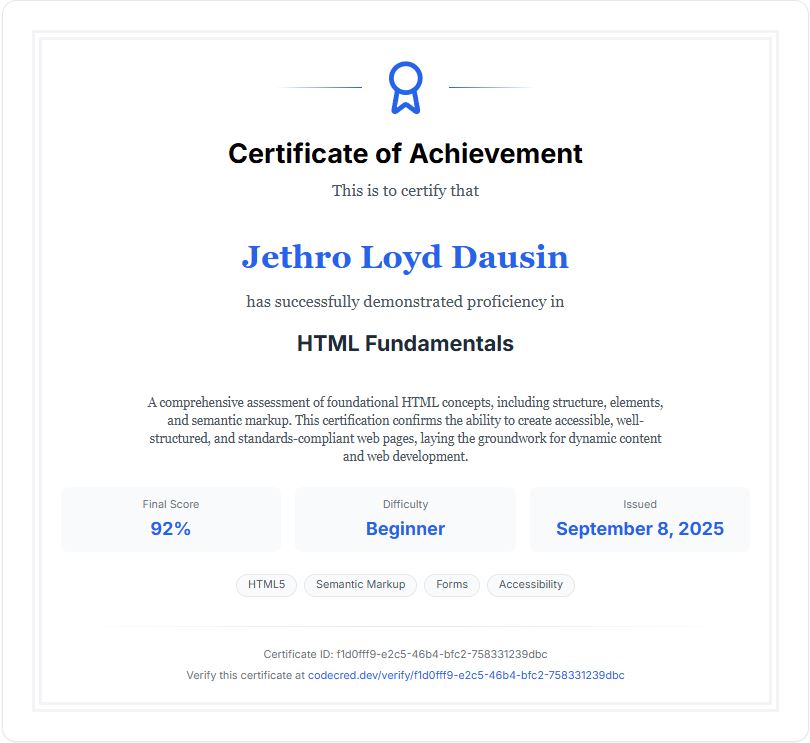 Certificate of Achievement
This is to certify that
Jethro Loyd Dausin
has successfully demonstrated proficiency in
HTML Fundamentals
A comprehensive assessment of foundational HTML concepts, including structure, elements,
and semantic markup. This certification confirms the ability to create accessible, well-
structured, and standards-compliant web pages, laying the groundwork for dynamic content
and web development.
Final Score
92%
Difficulty
Beginner
Issued
September 8, 2025
HTML5
Semantic Markup
Forms
Accessibility
Certificate ID: f1d0fff9-e2c5-46b4-bfc2-758331239dbc
Verify this certificate at codecred.dev/verify/f1d0fff9-e2c5-46b4-bfc2-758331239dbc